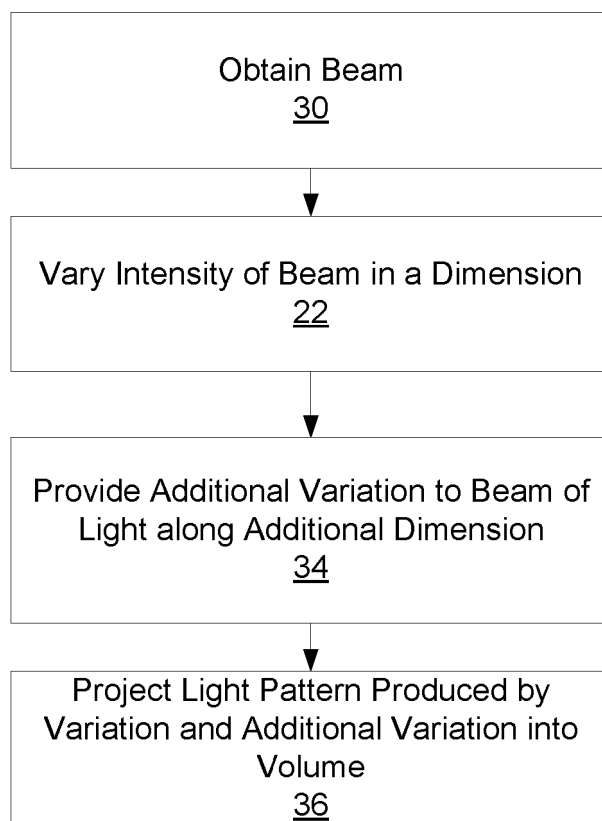 Obtain Beam
30
Vary Intensity of Beam in a Dimension
22
Provide Additional Variation to Beam of
Light along Additional Dimension
34
Project Light Pattern Produced by
Variation and Additional Variation into
Volume
36